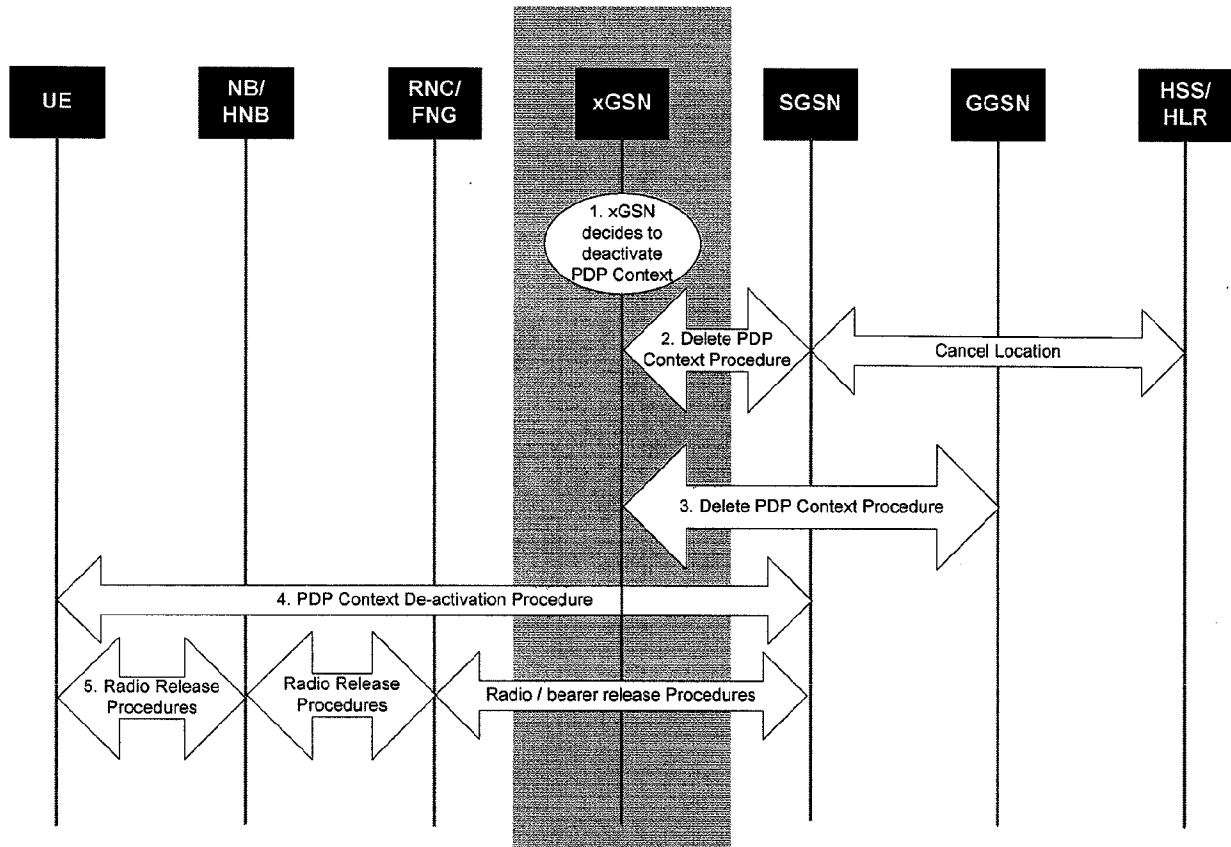 UE
NB/
HNB
RNC/
FNG
xGSN
SGSN
GGSN
HSS/
HLR
1. xGSN
decides to
deactivate
PDP Context
2. Delete PDP
Context Procedure
Cancel Location
3. Delete PDP Context Procedure
4. PDP Context De-activation Procedure
5. Radio Release
Procedures
Radio Release
Procedures
Radio / bearer release Procedures